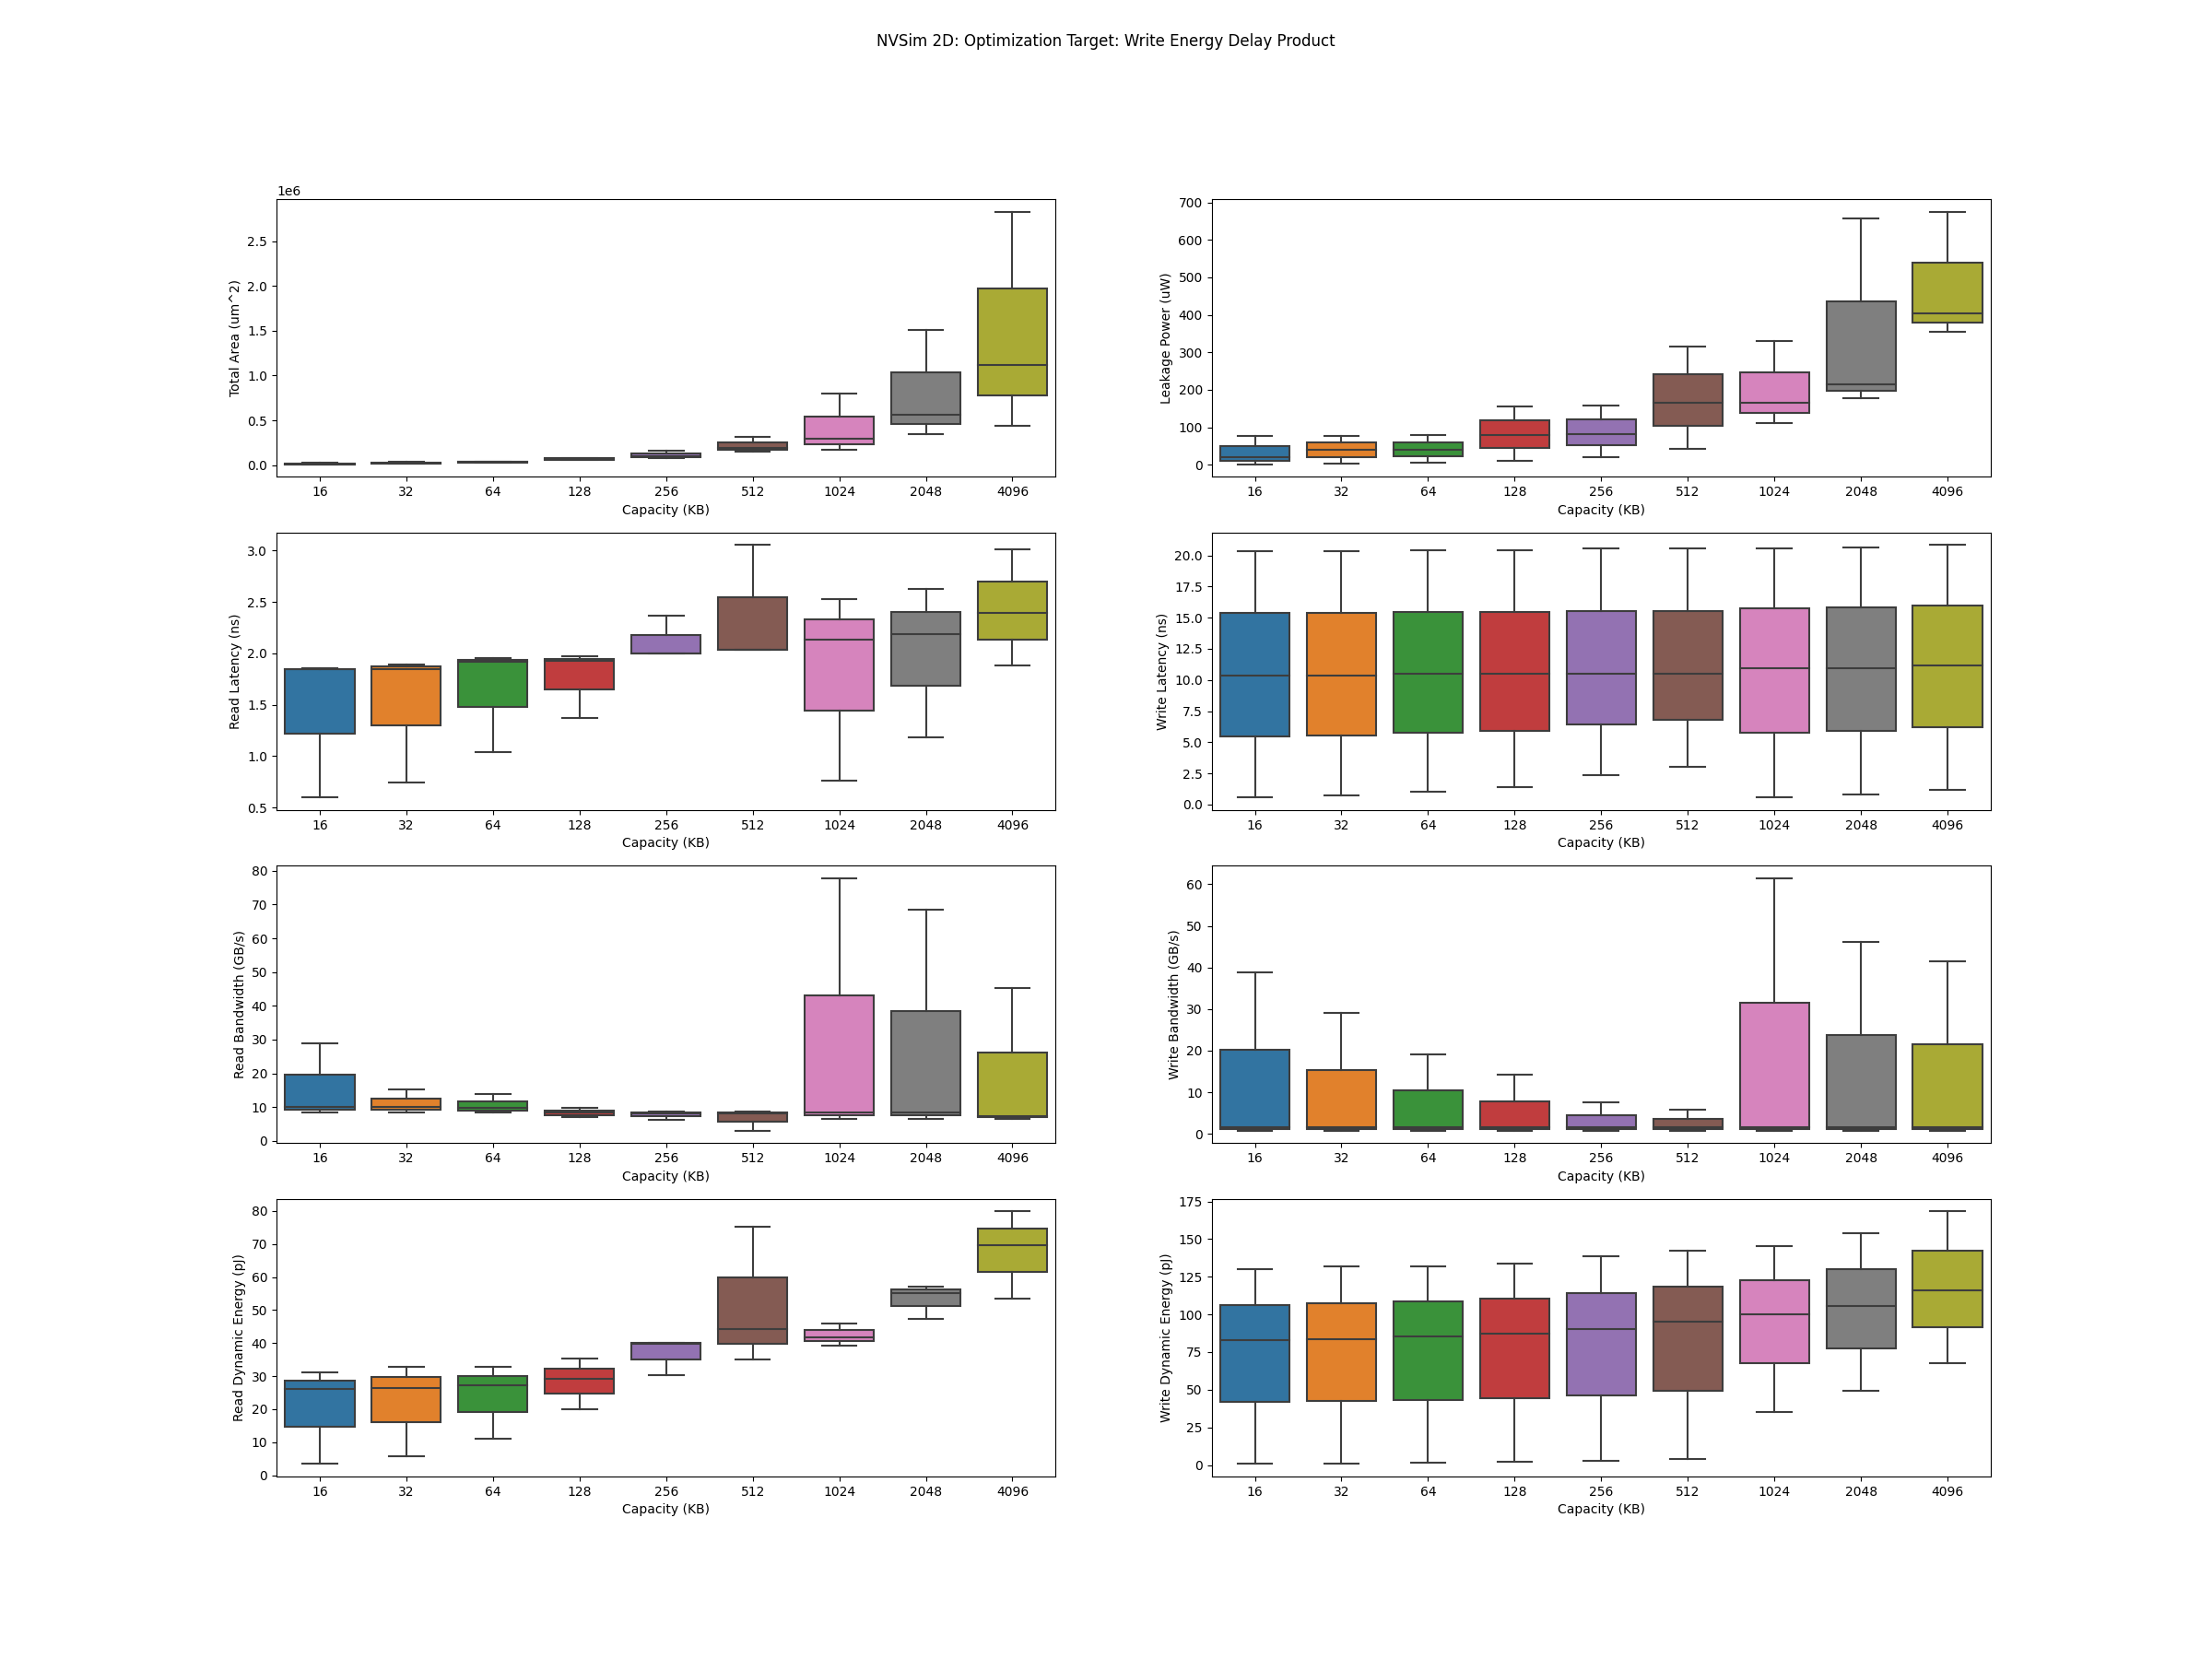 NVSim 2D: Optimization Target: Write Energy Delay Product
1e6
Total Area (um^2)
2.5
2.0
1.5
1.0
0.5
0.0
16 32 64 128 256 512 1024 2048 4096
Capacity (KB)
Leakage Power (uW)
700
600
500
400
300
200
100
0
16 32 64 128 256 512 1024 2048 4096
Capacity (KB)
Read Latency (ns)
3.0
2.5
2.0
1.5
1.0
0.5
16 32 64 128 256 512 1024 2048 4096
Capacity (KB)
Write Latency (ns)
20.0
17.5
15.0
12.5
10.0
7.5
5.0
2.5
0.0
16 32 64 128 256 512 1024 2048 4096
Capacity (KB)
Read Bandwidth (GB/s)
80
70
60
50
40
30
20
10
0
16 32 64 128 256 512 1024 2048 4096
Capacity (KB)
Write Bandwidth (GB/s)
60
50
40
30
20
10
0
16 32 64 128 256 512 1024 2048 4096
Capacity (KB)
Read Dynamic Energy (pJ)
80
70
60
50
40
30
20
10
0
16 32 64 128 256 512 1024 2048 4096
Capacity (KB)
Write Dynamic Energy (pJ)
175
150
125
100
75
50
25
0
16 32 64 128 256 512 1024 2048 4096
Capacity (KB)